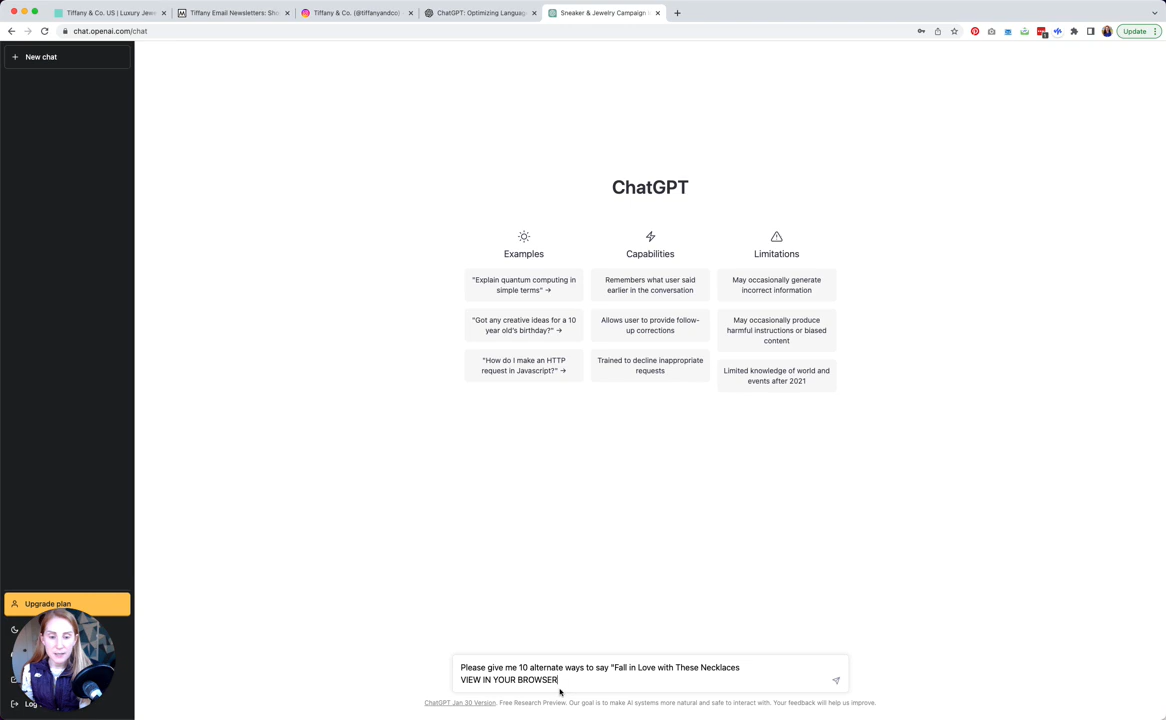 Tiffany & Co. US | Luxury Jewe
Tiffany Email Newsletters: Sho
Tiffany & Co. (@tiffanyandco)
ChatGPT: Optimizing Languag
Sneaker & Jewelry Campaign
chat.openai.com/chat
Update
New chat
ChatGPT
Examples
Capabilities
Limitations
"Explain quantum computing in
simple terms" →
Remembers what user said
earlier in the conversation
May occasionally generate
incorrect information
"Got any creative ideas for a 10
year old's birthday?" →
Allows user to provide follow-
up corrections
May occasionally produce
harmful instructions or biased
content
"How do I make an HTTP
request in Javascript?" →
Trained to decline inappropriate
requests
Limited knowledge of world and
events after 2021
Upgrade plan
Log
Please give me 10 alternate ways to say "Fall in Love with These Necklaces
VIEW IN YOUR BROWSER
ChatGPT Jan 30 Version. Free Research Preview. Our goal is to make AI systems more natural and safe to interact with. Your feedback will help us improve.